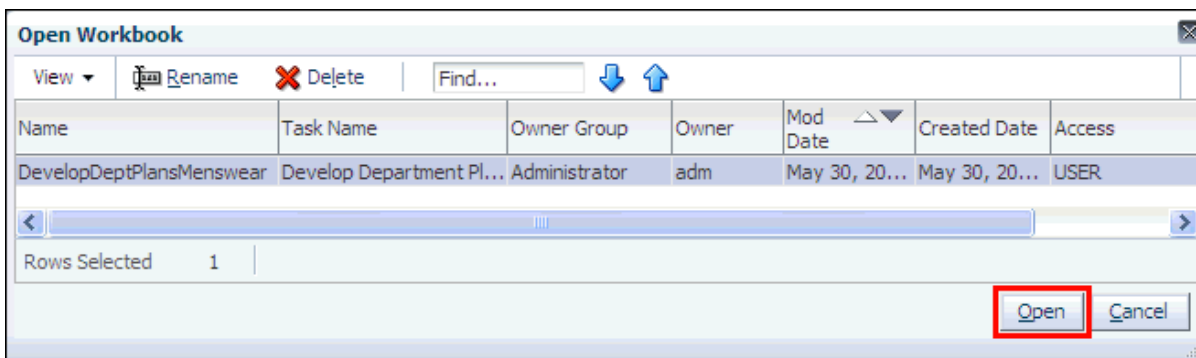 Open Workbook
View Rename Delete Find...
Name Task Name Owner Group Owner Mod Date Created Date Access
DevelopDeptPlansMenswear Develop Department Pl... Administrator adm May 30, 20... May 30, 20... USER
Rows Selected 1
Open Cancel